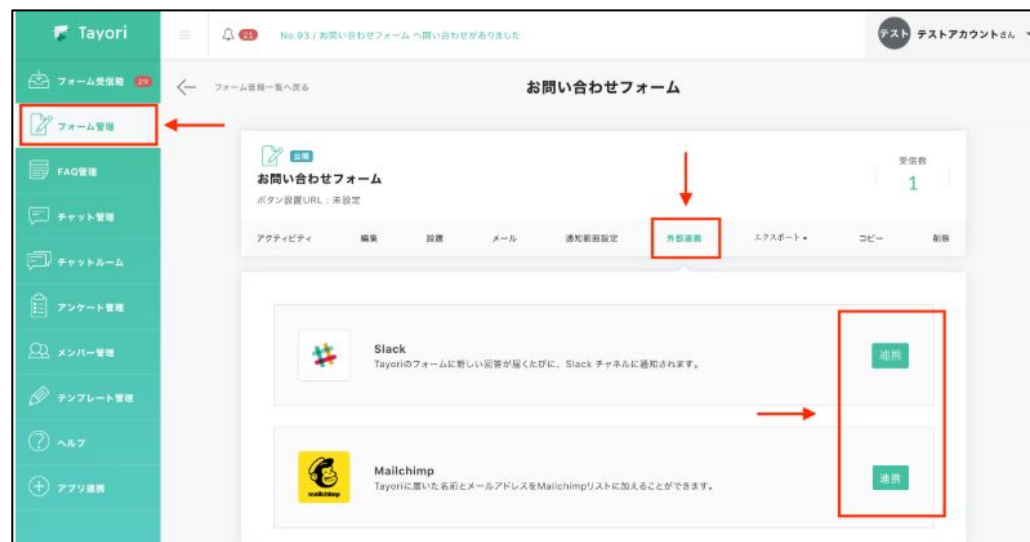 Tayori
21
No.93 / お問い合わせフォーム へ問い合わせがありました
テスト
テストアカウントさん
フォーム受信箱 29
フォーム管理一覧へ戻る
お問い合わせフォーム
フォーム管理
公開
お問い合わせフォーム
ボタン設置URL：未設定
受信数
1
FAQ管理
チャット管理
アクティビティ
編集
設置
メール
通知範囲設定
外部連携
エクスポート
コピー
削除
チャットルーム
アンケート管理
メンバー管理
テンプレート管理
ヘルプ
アプリ連携
Slack
Tayoriのフォームに新しい回答が届くたびに、Slack チャネルに通知されます。
連携
mailchimp
Mailchimp
Tayoriに届いた名前とメールアドレスをMailchimpリストに加えることができます。
連携